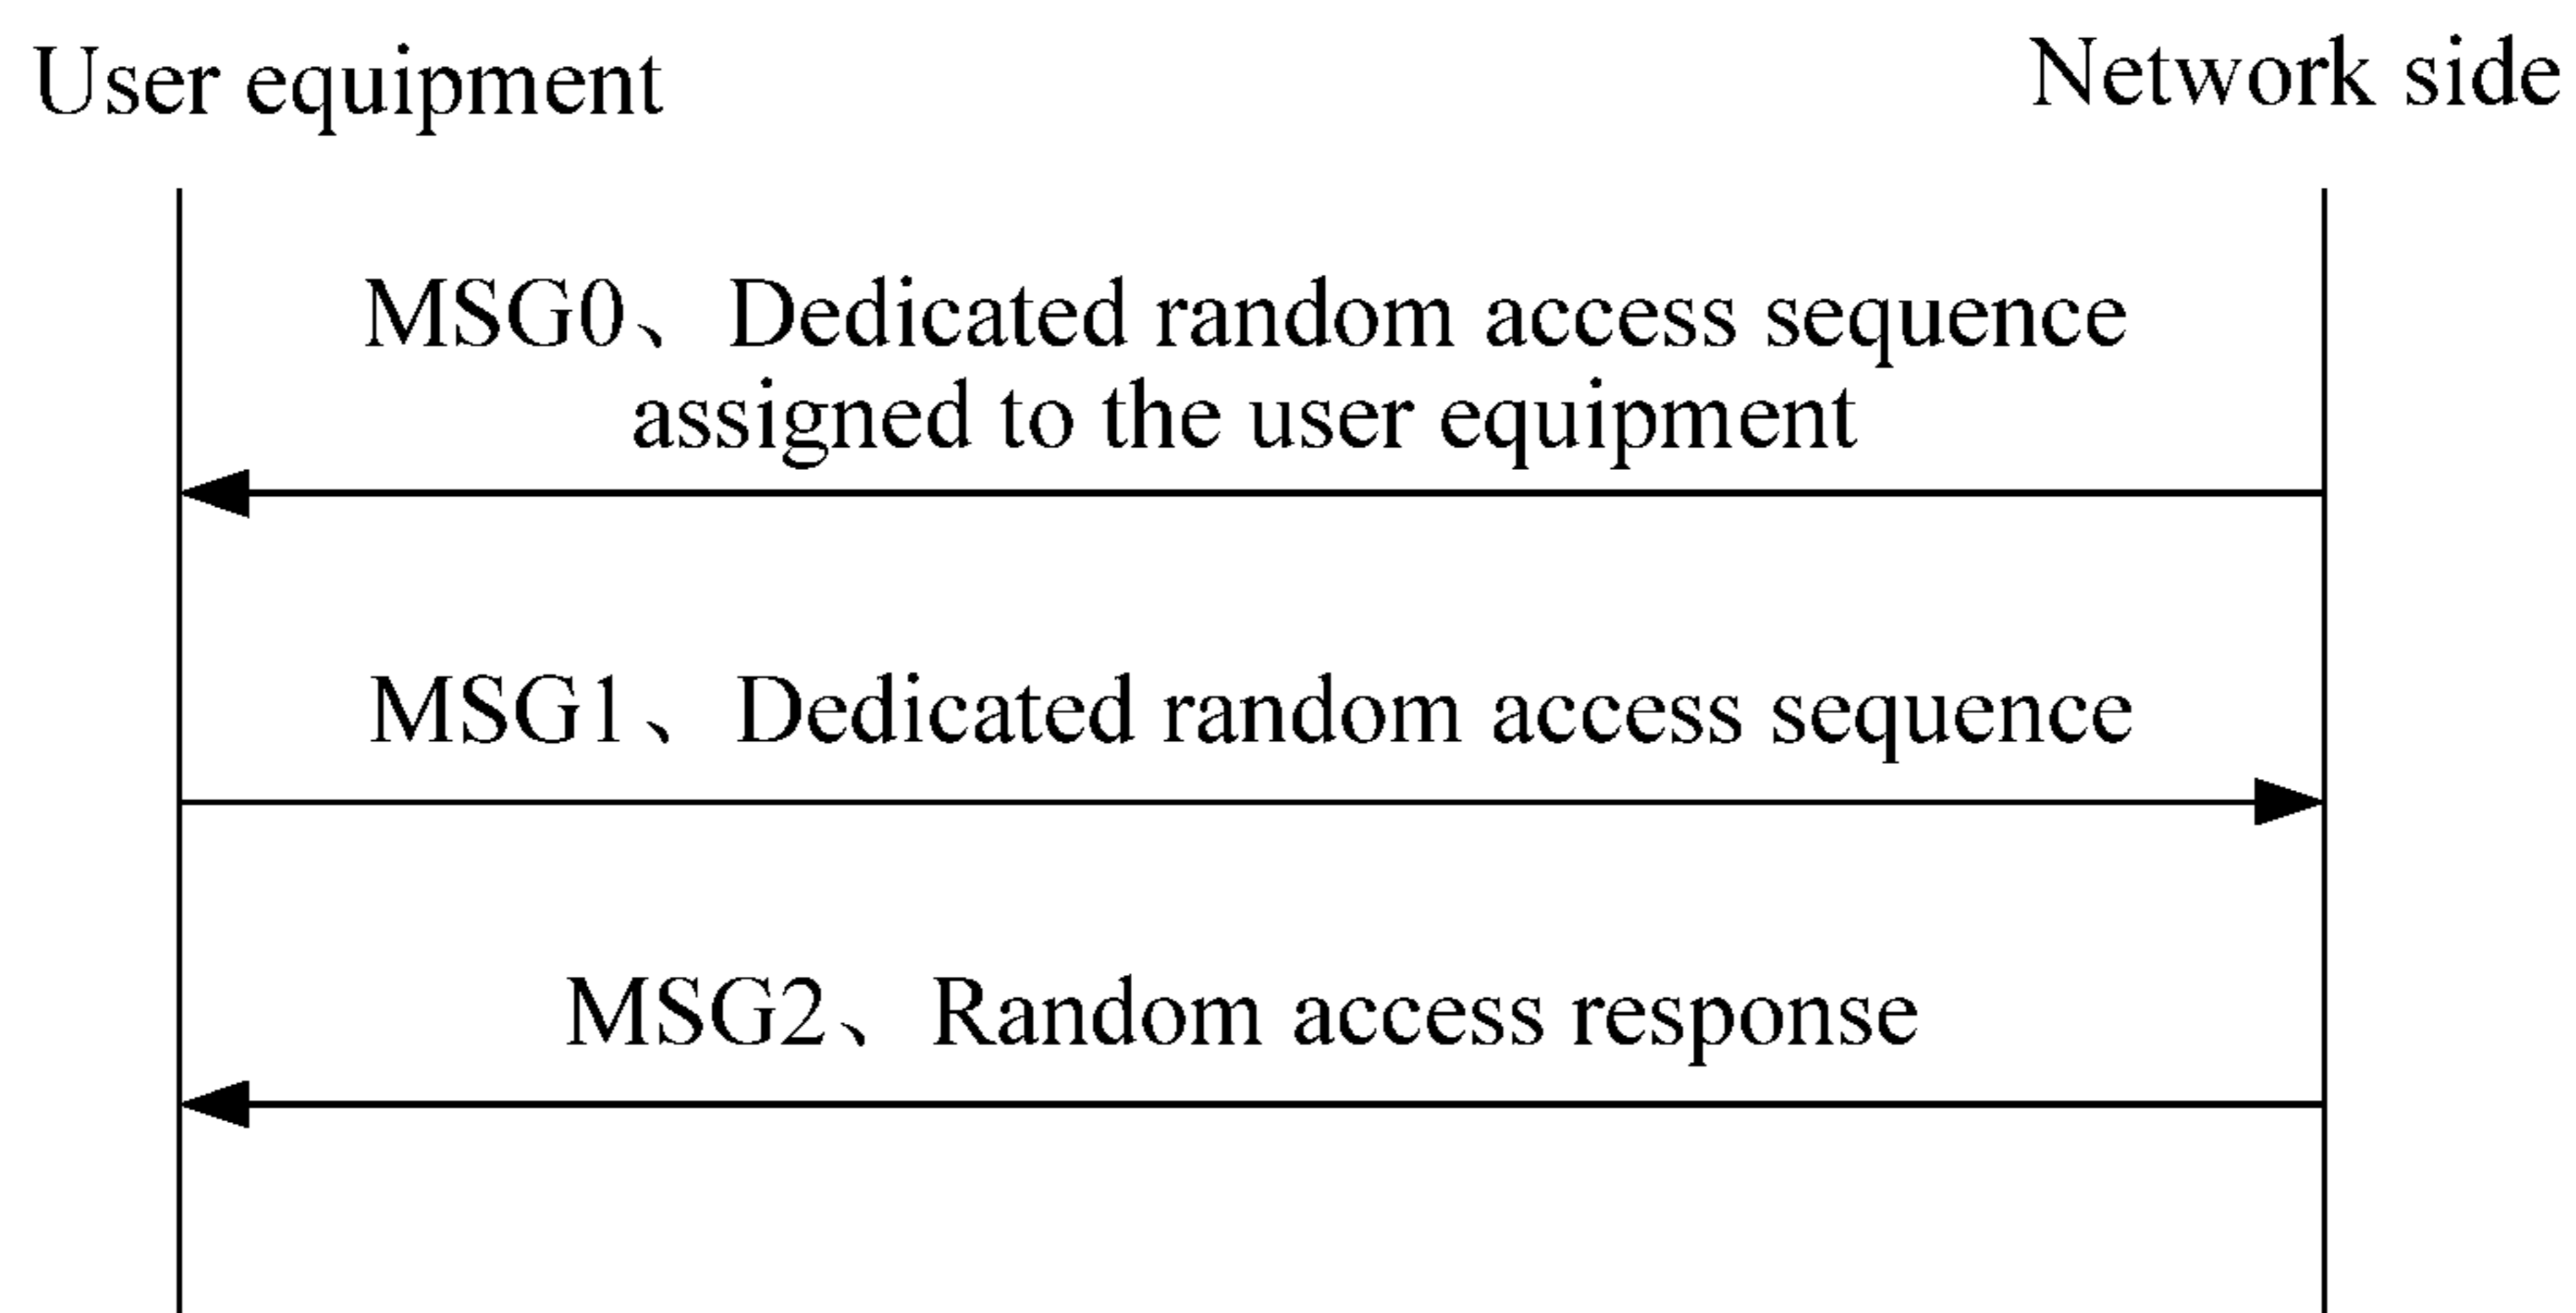 User equipment
Network side
MSG0、Dedicated random access sequence
assigned to the user equipment
MSG1、Dedicated random access sequence
MSG2、Random access response